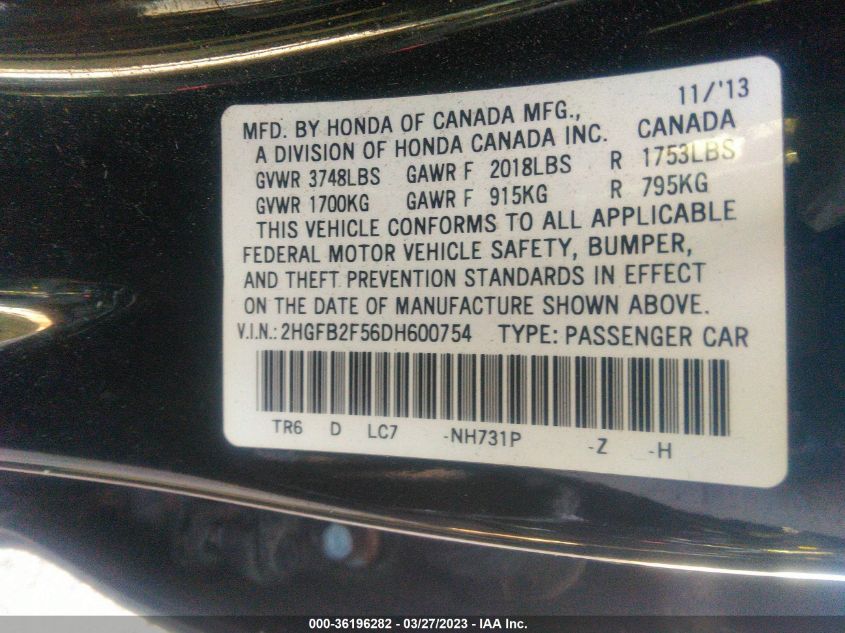 11/'13
MFD. BY HONDA OF CANADA MFG., CANADA
A DIVISION OF HONDA CANADA INC.
GVWR 3748LBS GAWR F 2018LBS R 1753LBS
GVWR 1700KG GAWR F 915KG R 795KG
THIS VEHICLE CONFORMS TO ALL APPLICABLE
FEDERAL MOTOR VEHICLE SAFETY, BUMPER,
AND THEFT PREVENTION STANDARDS IN EFFECT
ON THE DATE OF MANUFACTURE SHOWN ABOVE.
V.I.N.: 2HGFB2F56DH600754 TYPE: PASSENGER CAR
TR6 D LC7 -NH731P -Z -H
000-36196282 - 03/27/2023 - IAA Inc.